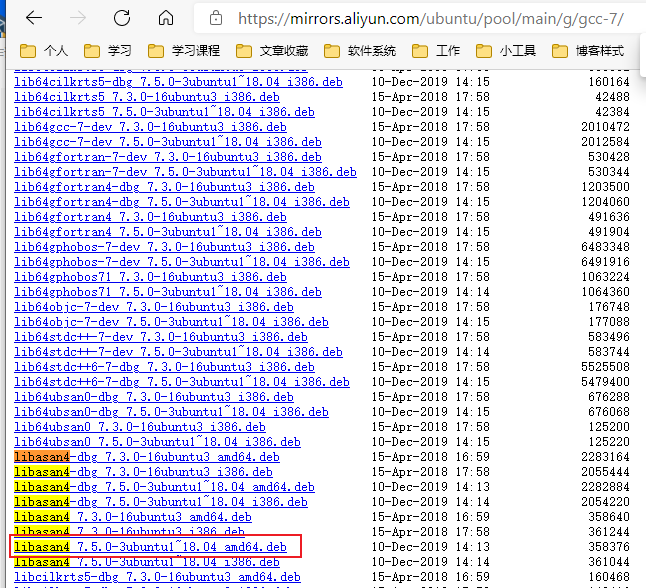 https://mirrors.aliyun.com/ubuntu/pool/main/g/gcc-7/
个人 学习 学习课程 文章收藏 软件系统 工作 小工具 博客样式
lib64cilkrts5-dbg_7.5.0-3ubuntu1~18.04_i386.deb 10-Dec-2019 14:15 160164
lib64cilkrts5_7.3.0-16ubuntu3_i386.deb 15-Apr-2018 17:58 42488
lib64cilkrts5_7.5.0-3ubuntu1~18.04_i386.deb 10-Dec-2019 14:15 42384
lib64gcc-7-dev_7.3.0-16ubuntu3_i386.deb 15-Apr-2018 17:58 2010472
lib64gcc-7-dev_7.5.0-3ubuntu1~18.04_i386.deb 10-Dec-2019 14:15 2012584
lib64gfortran-7-dev_7.3.0-16ubuntu3_i386.deb 15-Apr-2018 17:58 530428
lib64gfortran-7-dev_7.5.0-3ubuntu1~18.04_i386.deb 10-Dec-2019 14:15 530344
lib64gfortran4-dbg_7.3.0-16ubuntu3_i386.deb 15-Apr-2018 17:58 1203500
lib64gfortran4-dbg_7.5.0-3ubuntu1~18.04_i386.deb 10-Dec-2019 14:15 1204060
lib64gfortran4_7.3.0-16ubuntu3_i386.deb 15-Apr-2018 17:58 491636
lib64gfortran4_7.5.0-3ubuntu1~18.04_i386.deb 10-Dec-2019 14:15 491904
lib64gphobos-7-dev_7.3.0-16ubuntu3_i386.deb 15-Apr-2018 17:58 6483348
lib64gphobos-7-dev_7.5.0-3ubuntu1~18.04_i386.deb 10-Dec-2019 14:15 6491916
lib64gphobos71_7.3.0-16ubuntu3_i386.deb 15-Apr-2018 17:58 1063224
lib64gphobos71_7.5.0-3ubuntu1~18.04_i386.deb 10-Dec-2019 14:14 1064360
lib64objc-7-dev_7.3.0-16ubuntu3_i386.deb 15-Apr-2018 17:58 176748
lib64objc-7-dev_7.5.0-3ubuntu1~18.04_i386.deb 10-Dec-2019 14:15 177088
lib64stdc++-7-dev_7.3.0-16ubuntu3_i386.deb 15-Apr-2018 17:58 583496
lib64stdc++-7-dev_7.5.0-3ubuntu1~18.04_i386.deb 10-Dec-2019 14:14 583744
lib64stdc++6-7-dbg_7.3.0-16ubuntu3_i386.deb 15-Apr-2018 17:58 5525508
lib64stdc++6-7-dbg_7.5.0-3ubuntu1~18.04_i386.deb 10-Dec-2019 14:15 5479400
lib64ubsan0-dbg_7.3.0-16ubuntu3_i386.deb 15-Apr-2018 17:58 676288
lib64ubsan0-dbg_7.5.0-3ubuntu1~18.04_i386.deb 10-Dec-2019 14:15 676068
lib64ubsan0_7.3.0-16ubuntu3_i386.deb 15-Apr-2018 17:58 125200
lib64ubsan0_7.5.0-3ubuntu1~18.04_i386.deb 10-Dec-2019 14:15 125220
libasan4-dbg_7.3.0-16ubuntu3_amd64.deb 15-Apr-2018 16:59 2283164
libasan4-dbg_7.3.0-16ubuntu3_i386.deb 15-Apr-2018 17:58 2055444
libasan4-dbg_7.5.0-3ubuntu1~18.04_amd64.deb 10-Dec-2019 14:13 2282884
libasan4-dbg_7.5.0-3ubuntu1~18.04_i386.deb 10-Dec-2019 14:14 2054220
libasan4_7.3.0-16ubuntu3_amd64.deb 15-Apr-2018 16:59 358640
libasan4_7.3.0-16ubuntu3_i386.deb 15-Apr-2018 17:58 361244
libasan4_7.5.0-3ubuntu1~18.04_amd64.deb 10-Dec-2019 14:13 358376
libasan4_7.5.0-3ubuntu1~18.04_i386.deb 10-Dec-2019 14:14 361044
libcilkrts5-dbg_7.3.0-16ubuntu3_amd64.deb 15-Apr-2018 16:59 160468